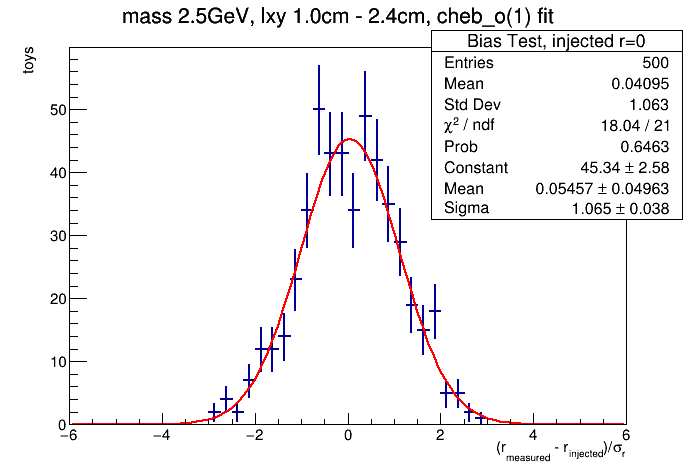 mass 2.5GeV, lxy 1.0cm - 2.4cm, cheb_o(1) fit
toys
Bias Test, injected r=0
Entries 500
Mean 0.04095
Std Dev 1.063
χ² / ndf 18.04 / 21
Prob 0.6463
Constant 45.34 ± 2.58
Mean 0.05457 ± 0.04963
Sigma 1.065 ± 0.038
50
40
30
20
10
0
−6 −4 −2 0 2 4 6
(r_measured - r_injected)/σ_r